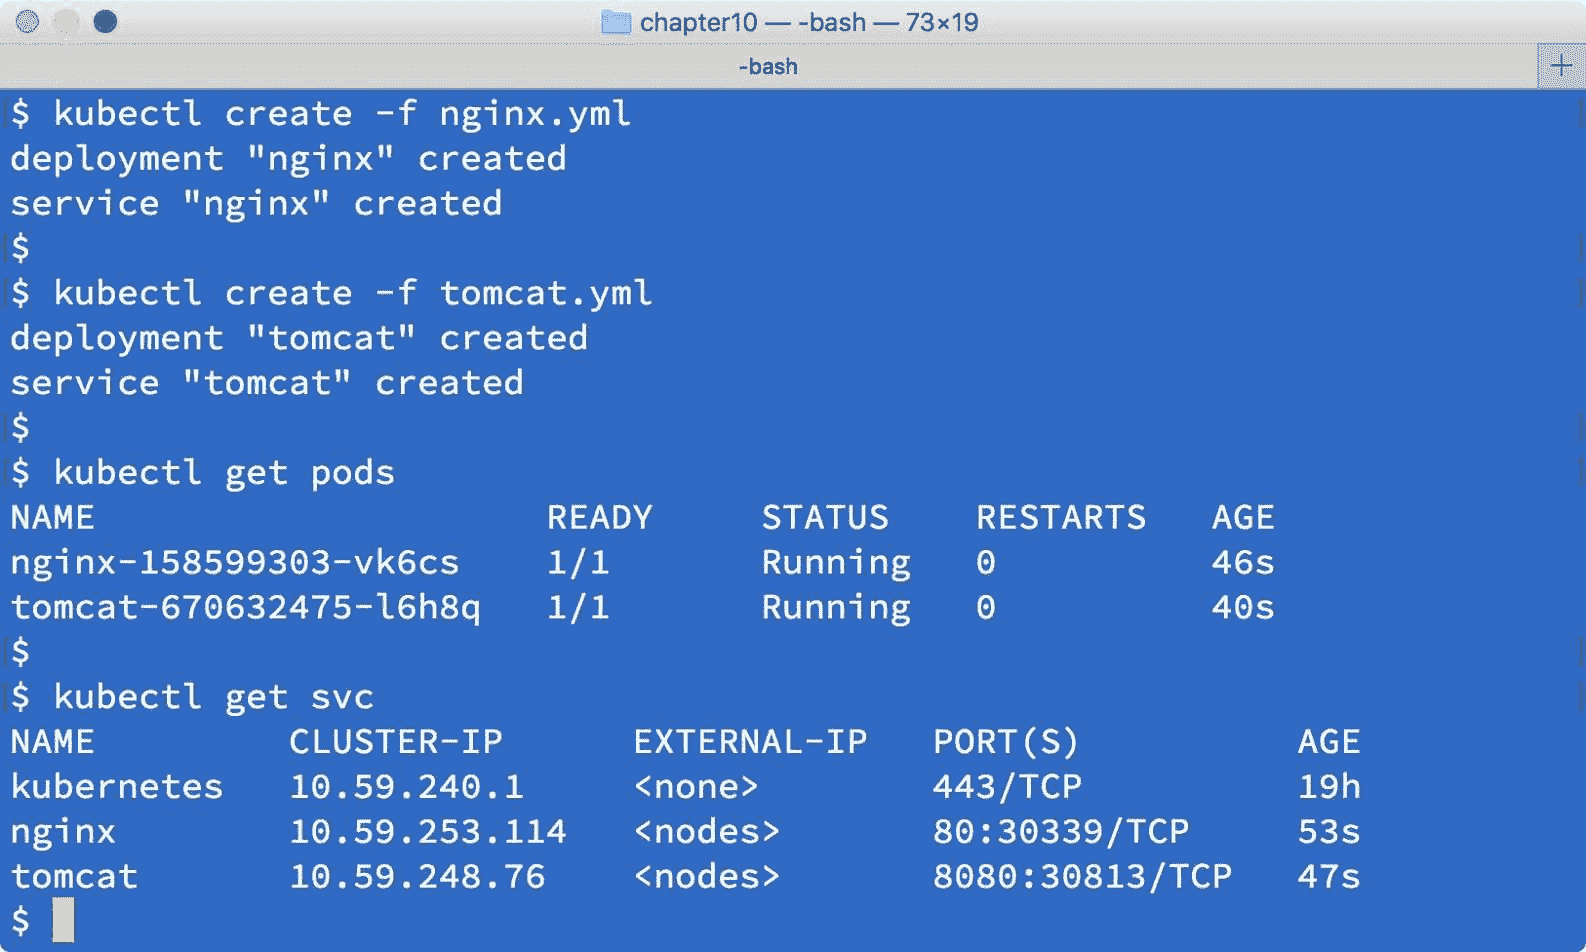 chapter10 — -bash — 73×19
-bash
+
$ kubectl create -f nginx.yml
deployment "nginx" created
service "nginx" created
$
$ kubectl create -f tomcat.yml
deployment "tomcat" created
service "tomcat" created
$
$ kubectl get pods
NAME READY STATUS RESTARTS AGE
nginx-158599303-vk6cs 1/1 Running 0 46s
tomcat-670632475-l6h8q 1/1 Running 0 40s
$
$ kubectl get svc
NAME CLUSTER-IP EXTERNAL-IP PORT(S) AGE
kubernetes 10.59.240.1 <none> 443/TCP 19h
nginx 10.59.253.114 <nodes> 80:30339/TCP 53s
tomcat 10.59.248.76 <nodes> 8080:30813/TCP 47s
$